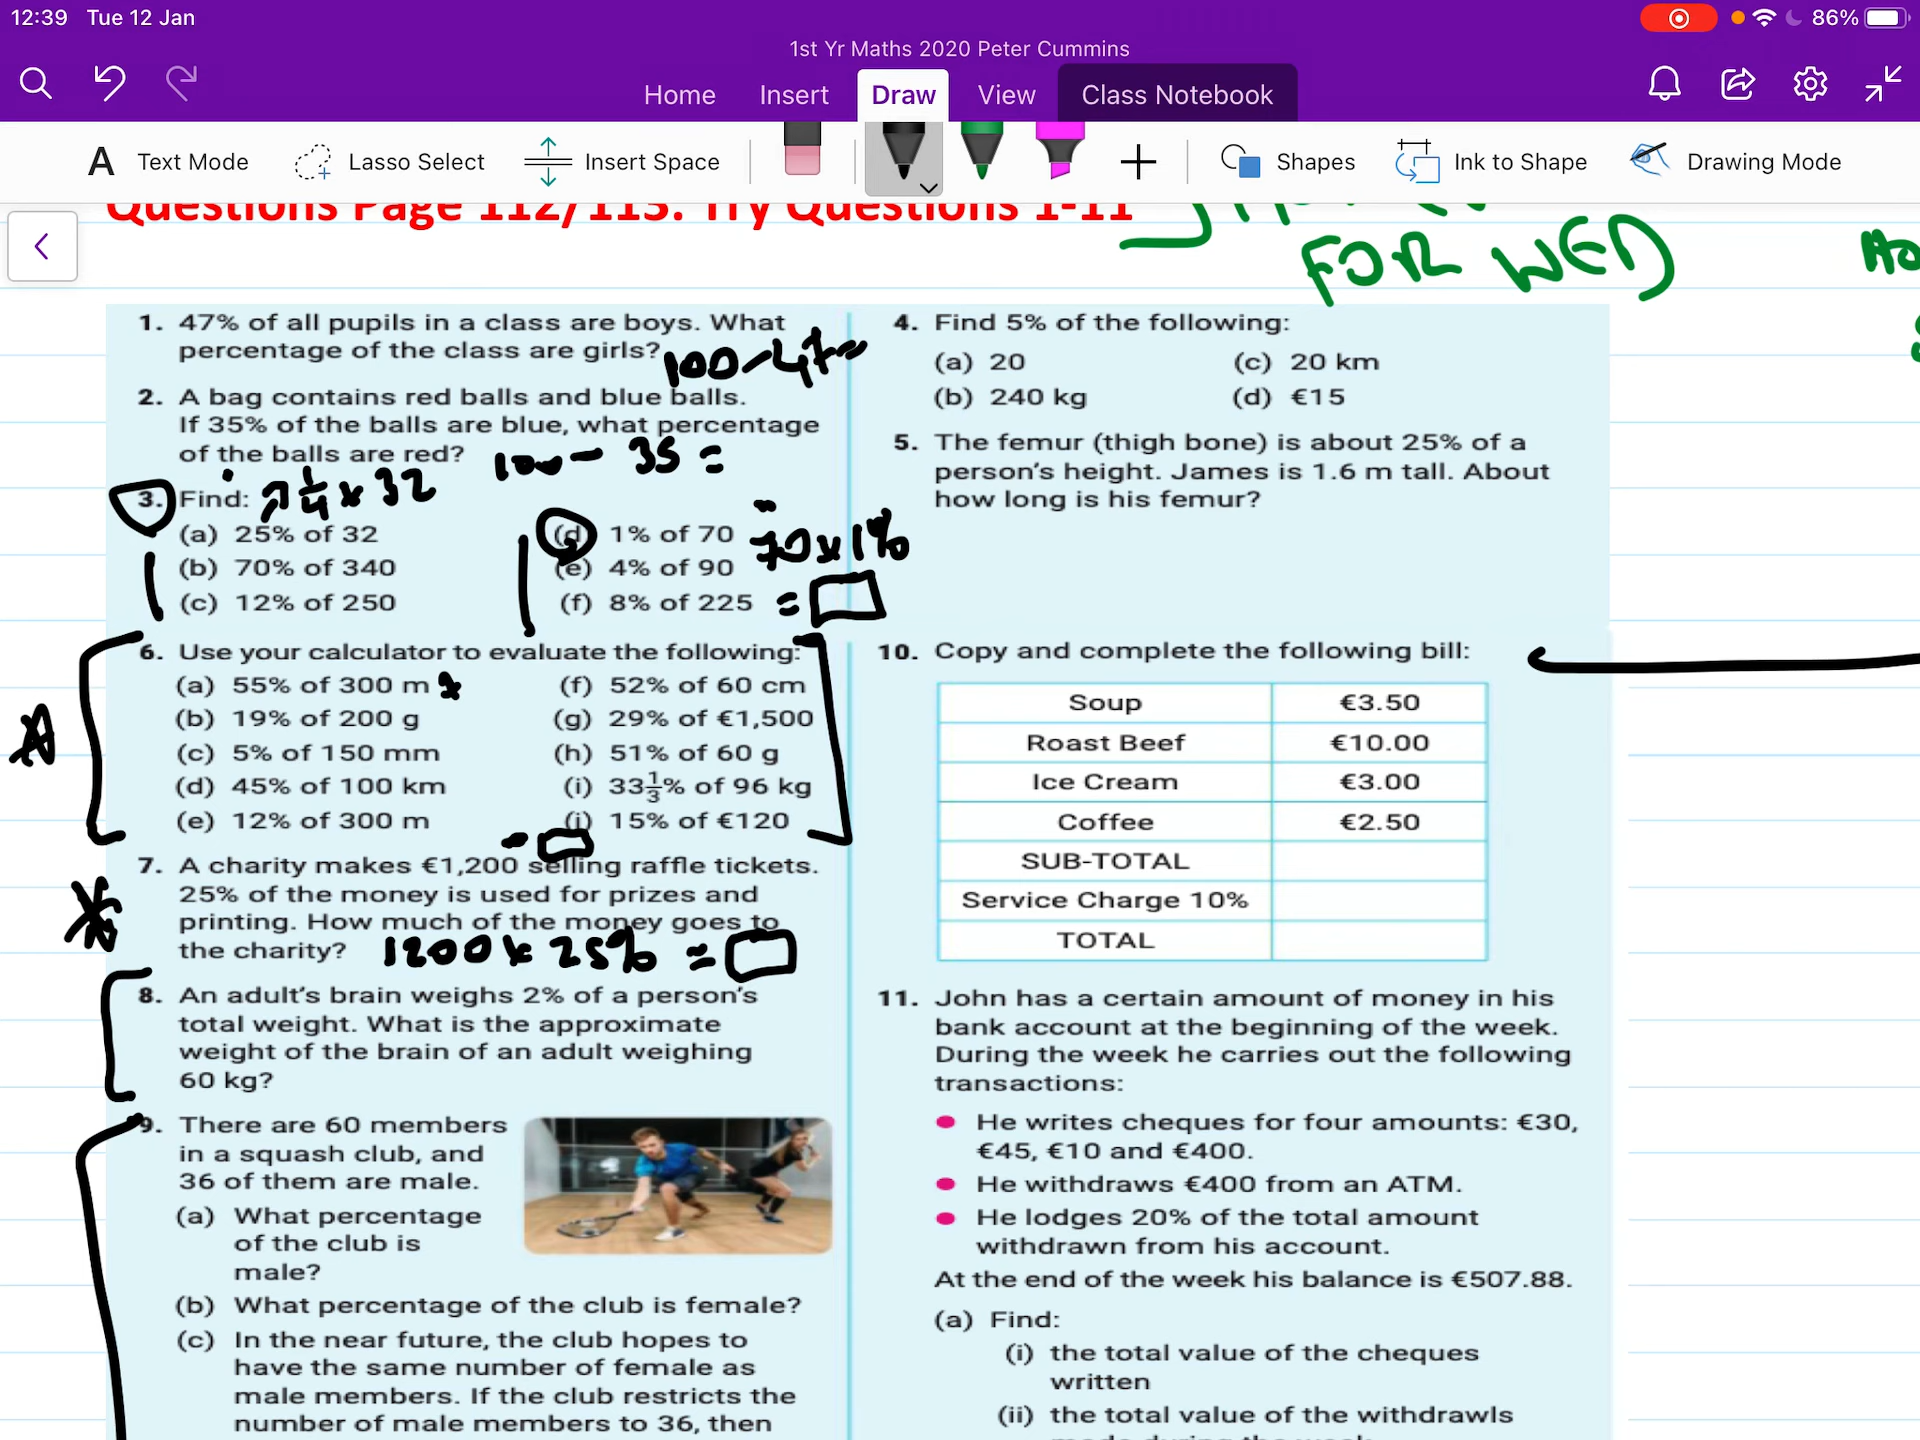 12:39 Tue 12 Jan
86%
1st Yr Maths 2020 Peter Cummins
Home Insert Draw View Class Notebook
A Text Mode Lasso Select Insert Space Shapes Ink to Shape Drawing Mode
Questions Page 112/113. Try Questions 1-11
FOR WED
1. 47% of all pupils in a class are boys. What
percentage of the class are girls?
100-47=
2. A bag contains red balls and blue balls.
If 35% of the balls are blue, what percentage
of the balls are red?
100 - 35 =
3. Find:
1/4 x 32
(a) 25% of 32
(b) 70% of 340
(c) 12% of 250
(d) 1% of 70
70 x 1%
(e) 4% of 90
(f) 8% of 225
=
4. Find 5% of the following:
(a) 20 (c) 20 km
(b) 240 kg (d) €15
5. The femur (thigh bone) is about 25% of a
person's height. James is 1.6 m tall. About
how long is his femur?
6. Use your calculator to evaluate the following:
(a) 55% of 300 m
(b) 19% of 200 g
(c) 5% of 150 mm
(d) 45% of 100 km
(e) 12% of 300 m
(f) 52% of 60 cm
(g) 29% of €1,500
(h) 51% of 60 g
(i) 33⅓% of 96 kg
(j) 15% of €120
7. A charity makes €1,200 selling raffle tickets.
25% of the money is used for prizes and
printing. How much of the money goes to
the charity?
1200 x 25% =
8. An adult's brain weighs 2% of a person's
total weight. What is the approximate
weight of the brain of an adult weighing
60 kg?
9. There are 60 members
in a squash club, and
36 of them are male.
(a) What percentage
of the club is
male?
(b) What percentage of the club is female?
(c) In the near future, the club hopes to
have the same number of female as
male members. If the club restricts the
number of male members to 36, then
10. Copy and complete the following bill:
Soup €3.50
Roast Beef €10.00
Ice Cream €3.00
Coffee €2.50
SUB-TOTAL
Service Charge 10%
TOTAL
11. John has a certain amount of money in his
bank account at the beginning of the week.
During the week he carries out the following
transactions:
• He writes cheques for four amounts: €30,
€45, €10 and €400.
• He withdraws €400 from an ATM.
• He lodges 20% of the total amount
withdrawn from his account.
At the end of the week his balance is €507.88.
(a) Find:
(i) the total value of the cheques
written
(ii) the total value of the withdrawls